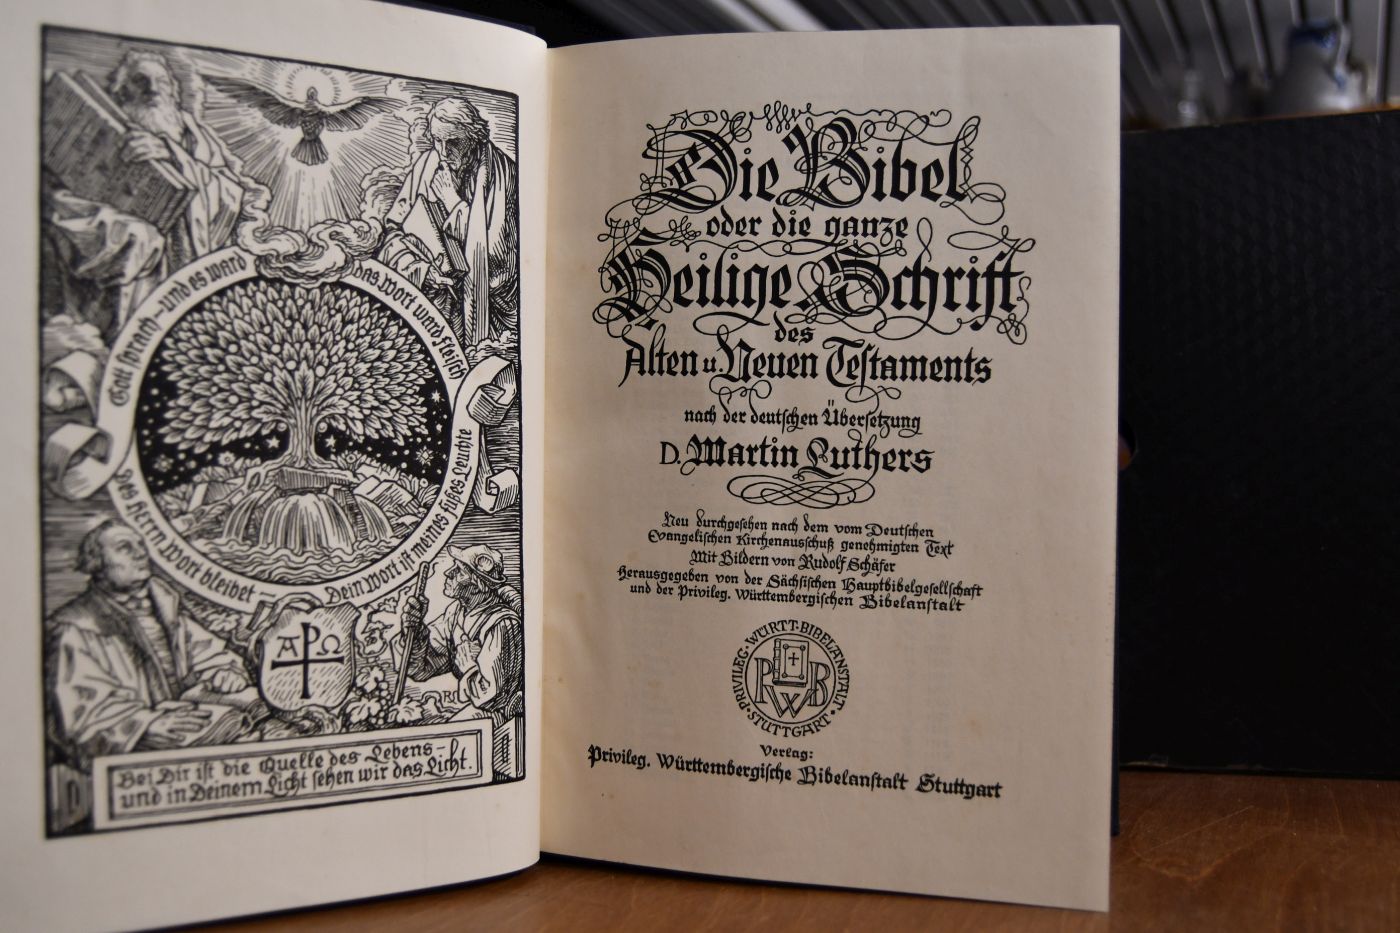 Gott sprach – und es ward
das Wort ward Fleisch
Des Herrn Wort bleibet –
Dein Wort ist meines Fußes Leuchte
Α Ρ Ω
RS
Bei Dir ist die Quelle des Lebens –
und in Deinem Licht sehen wir das Licht.
Die Bibel
oder die ganze
Heilige Schrift
des
Alten u. Neuen Testaments
nach der deutschen Übersetzung
D. Martin Luthers
Neu durchgesehen nach dem vom Deutschen
Evangelischen Kirchenausschuß genehmigten Text
Mit Bildern von Rudolf Schäfer
Herausgegeben von der Sächsischen Hauptbibelgesellschaft
und der Privileg. Württembergischen Bibelanstalt
PRIVILEG. WÜRTT. BIBELANSTALT · STUTTGART ·
PWB
Verlag:
Privileg. Württembergische Bibelanstalt Stuttgart